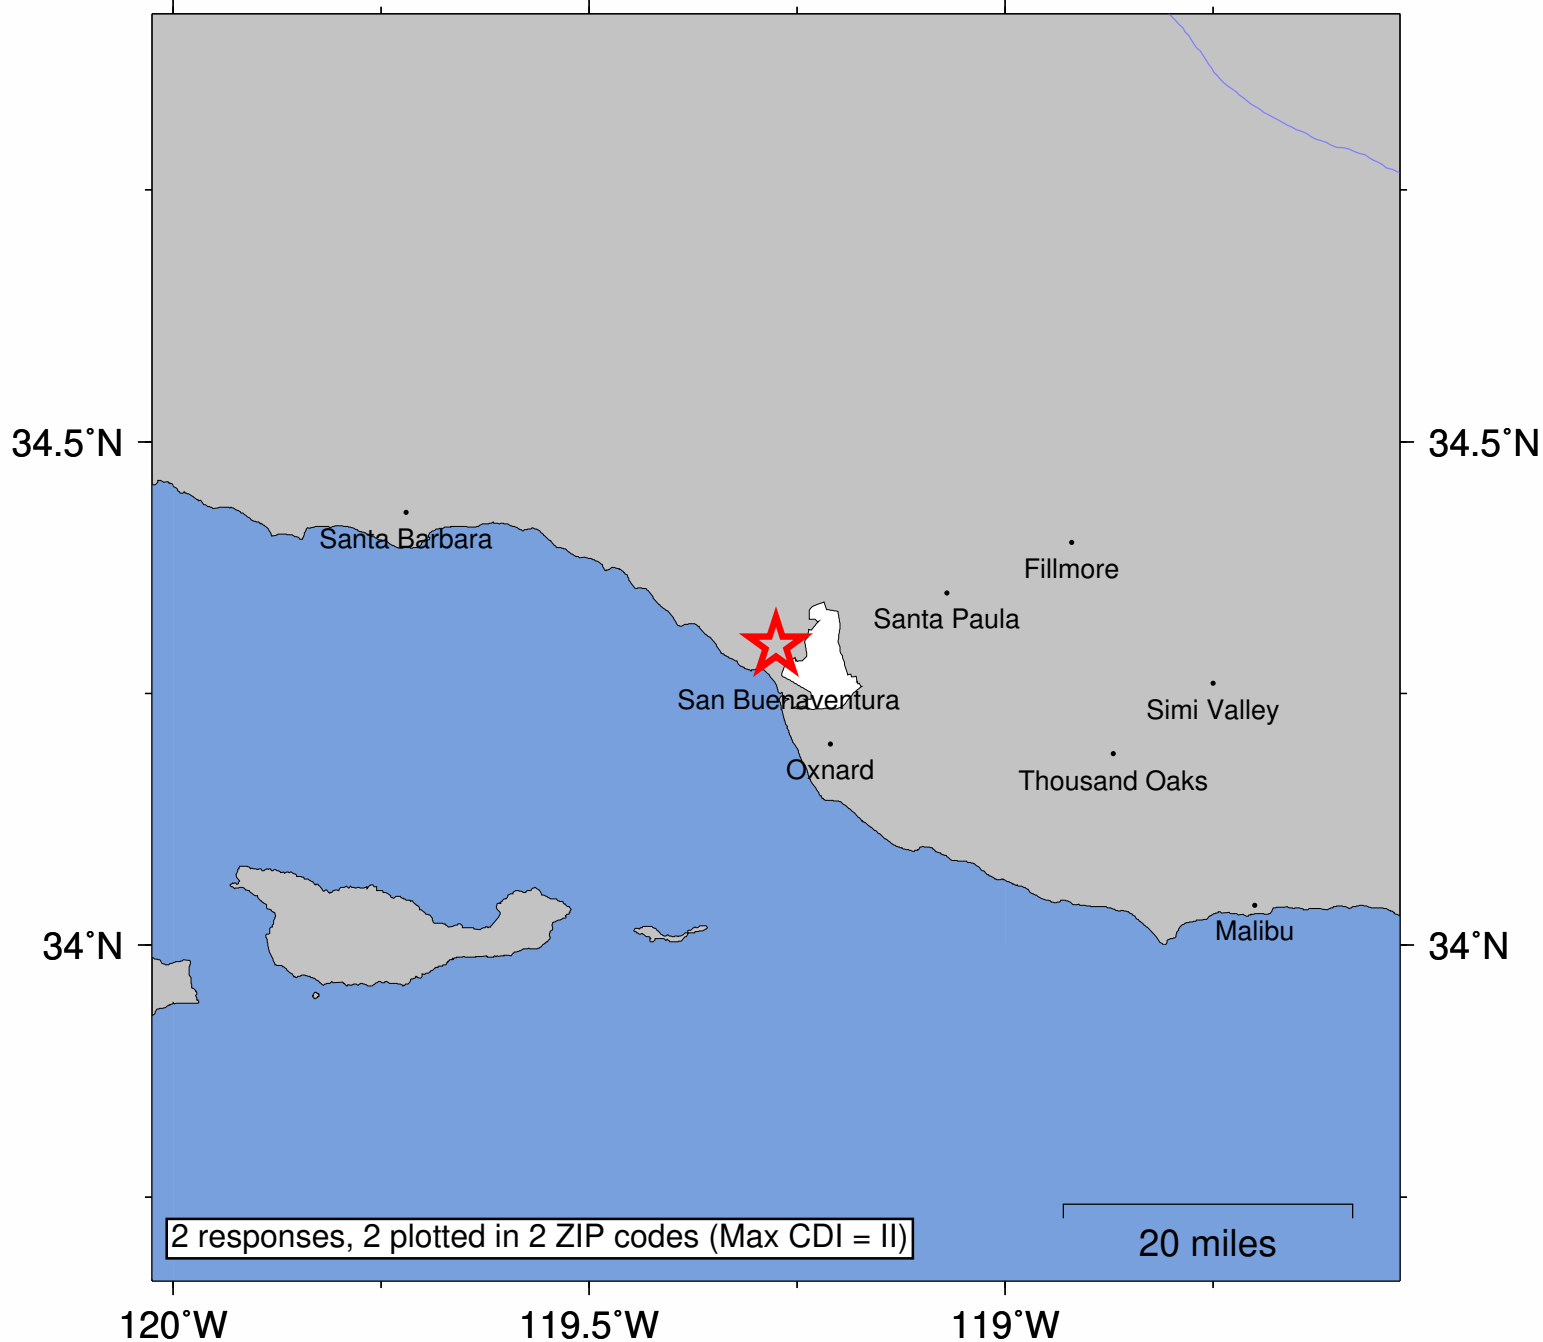 34.5˚N
34.5˚N
Santa Barbara
Fillmore
Santa Paula
San Buenaventura
Simi Valley
Oxnard
Thousand Oaks
Malibu
34˚N
34˚N
2 responses, 2 plotted in 2 ZIP codes (Max CDI = II)
20 miles
120˚W
119.5˚W
119˚W